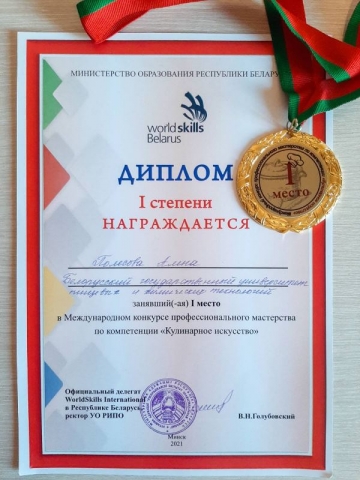 МИНИСТЕРСТВО ОБРАЗОВАНИЯ РЕСПУБЛИКИ БЕЛАРУСЬ
worldskills
Belarus
ДИПЛОМ
I степени
НАГРАЖДАЕТСЯ
I
место
Алина
Белорусский государственный университет
пищевых и химических технологий
занявший(-ая) I место
в Международном конкурсе профессионального мастерства
по компетенции «Кулинарное искусство»
Официальный делегат
WorldSkills International
в Республике Беларусь,
ректор УО РИПО
В.Н.Голубовский
Минск
2021